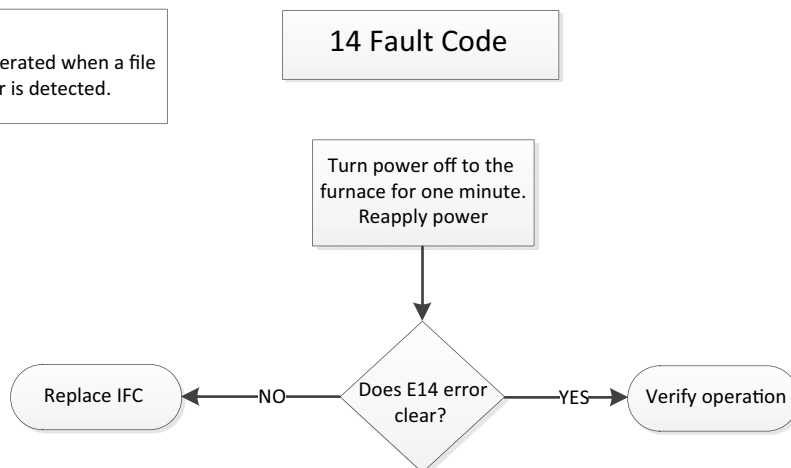 14 Fault Code
erated when a file
r is detected.
Turn power off to the
furnace for one minute.
Reapply power
Does E14 error
clear?
NO
YES
Replace IFC
Verify operation